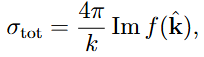 σ_tot = 4π/k Im f(k̂),